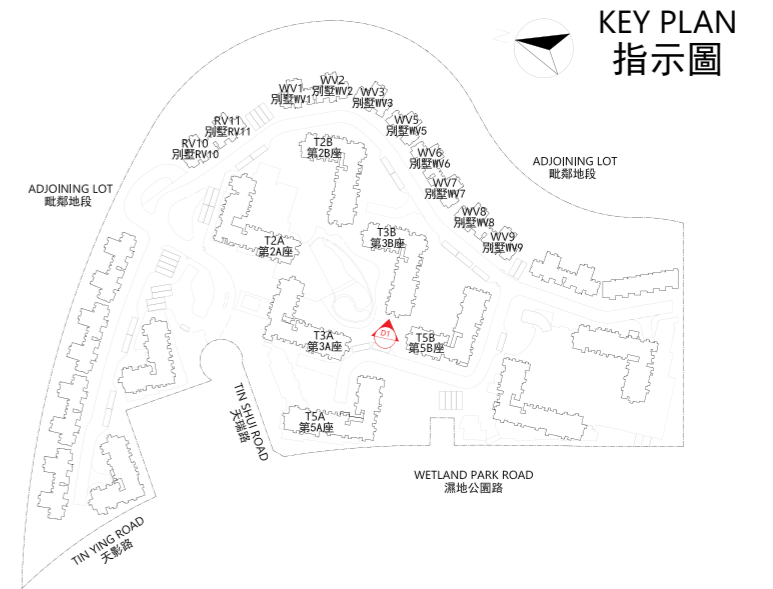 KEY PLAN
指示圖
WV1
別墅WV1
WV2
別墅WV2
WV3
別墅WV3
RV11
別墅RV11
WV5
別墅WV5
RV10
別墅RV10
T2B
第2B座
WV6
別墅WV6
ADJOINING LOT
毗鄰地段
WV7
別墅WV7
ADJOINING LOT
毗鄰地段
WV8
別墅WV8
T3B
第3B座
T2A
第2A座
WV9
別墅WV9
D1
T3A
第3A座
T5B
第5B座
TIN SHUI ROAD
天瑞路
T5A
第5A座
WETLAND PARK ROAD
濕地公園路
TIN YING ROAD
天影路